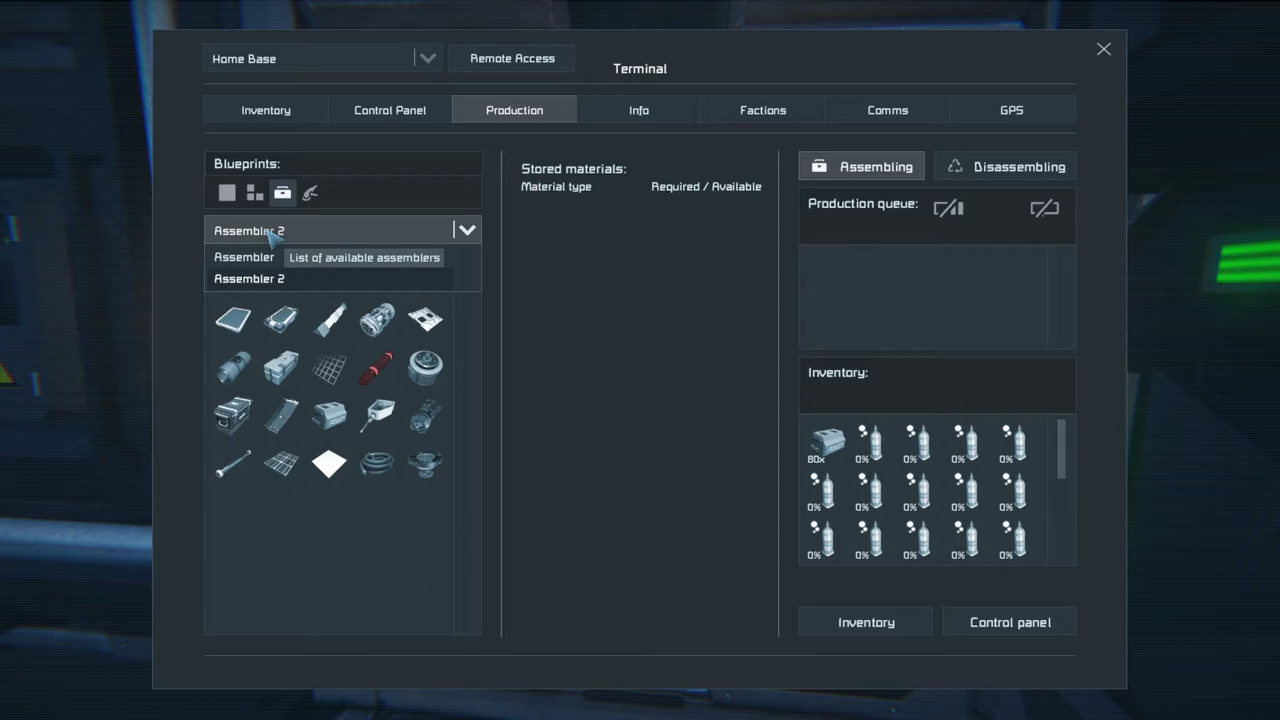 Home Base
Remote Access
Terminal
Inventory
Control Panel
Production
Info
Factions
Comms
GPS
Blueprints:
Assembler 2
Assembler
List of available assemblers
Assembler 2
Stored materials:
Material type
Required / Available
Assembling
Disassembling
Production queue:
Inventory:
80x
0%
0%
0%
0%
0%
0%
0%
0%
0%
0%
0%
0%
0%
0%
Inventory
Control panel